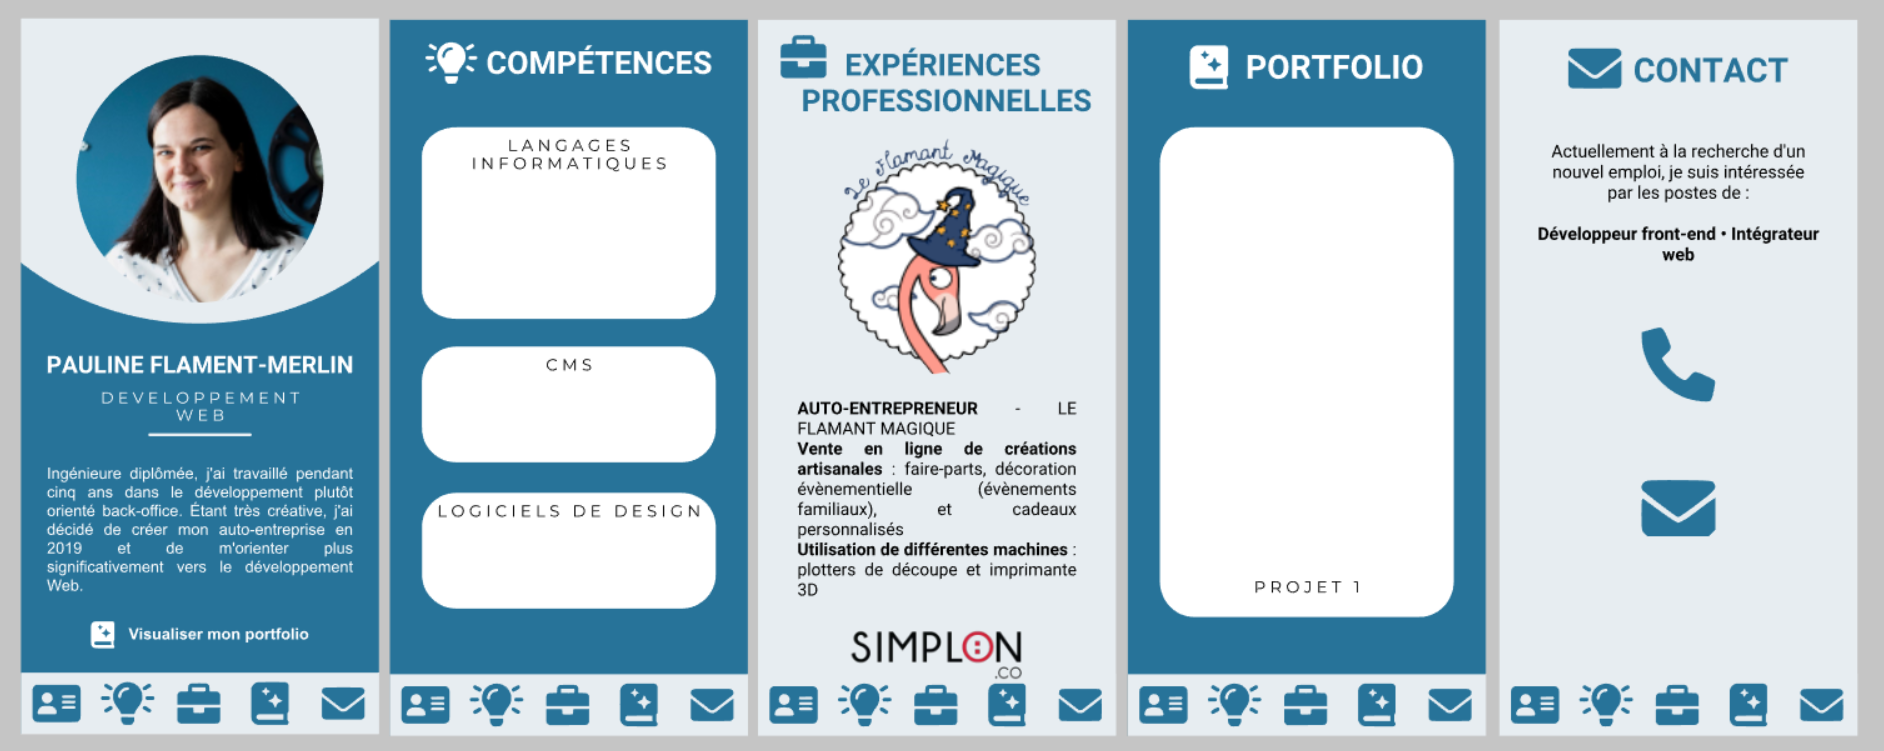 PAULINE FLAMENT-MERLIN
DEVELOPPEMENT
WEB
Ingénieure diplômée, j'ai travaillé pendant
cinq ans dans le développement plutôt
orienté back-office. Étant très créative, j'ai
décidé de créer mon auto-entreprise en
2019 et de m'orienter plus
significativement vers le développement
Web.
Visualiser mon portfolio
COMPÉTENCES
LANGAGES
INFORMATIQUES
CMS
LOGICIELS DE DESIGN
EXPÉRIENCES
PROFESSIONNELLES
Le Flamant Magique
AUTO-ENTREPRENEUR - LE
FLAMANT MAGIQUE
Vente en ligne de créations
artisanales : faire-parts, décoration
évènementielle (évènements
familiaux), et cadeaux
personnalisés
Utilisation de différentes machines :
plotters de découpe et imprimante
3D
SIMPLON
.CO
PORTFOLIO
PROJET 1
CONTACT
Actuellement à la recherche d'un
nouvel emploi, je suis intéressée
par les postes de :
Développeur front-end • Intégrateur
web